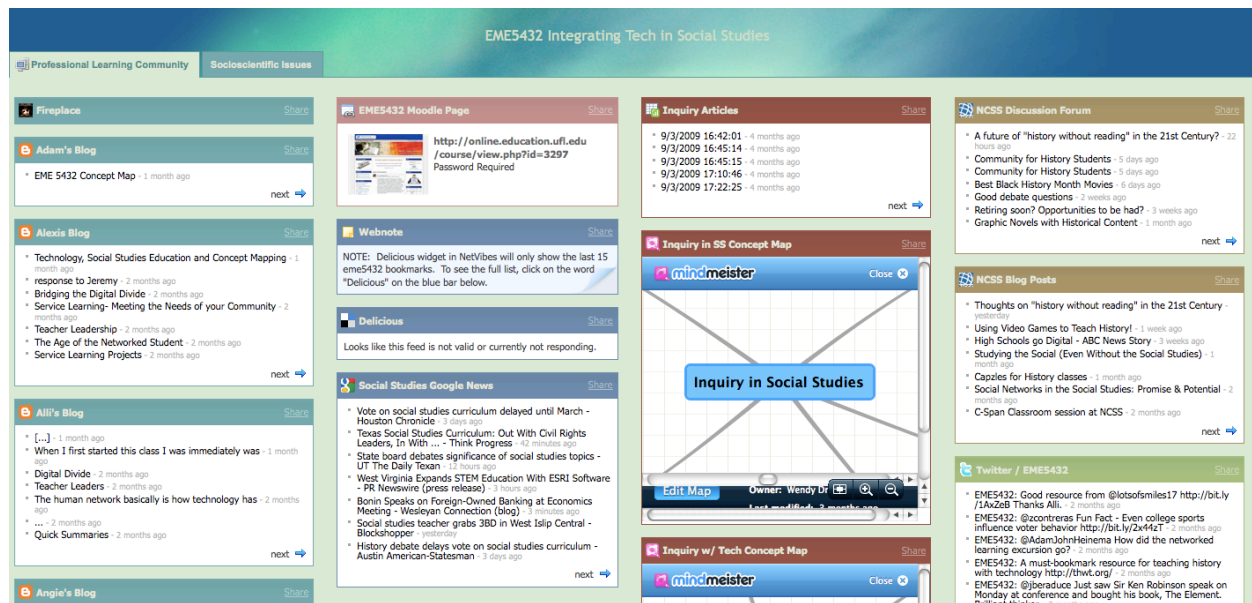 EME5432 Integrating Tech in Social Studies
Professional Learning Community
Socioscientific Issues
Fireplace
Share
Adam's Blog
Share
EME 5432 Concept Map - 1 month ago
next
Alexis Blog
Share
Technology, Social Studies Education and Concept Mapping - 1
month ago
response to Jeremy - 2 months ago
Bridging the Digital Divide - 2 months ago
Service Learning- Meeting the Needs of your Community - 2
months ago
Teacher Leadership - 2 months ago
The Age of the Networked Student - 2 months ago
Service Learning Projects - 2 months ago
next
Alli's Blog
Share
[...] - 1 month ago
When I first started this class I was immediately was - 1 month
ago
Digital Divide - 2 months ago
Teacher Leaders - 2 months ago
The human network basically is how technology has - 2 months
ago
... - 2 months ago
Quick Summaries - 2 months ago
next
Angie's Blog
Share
EME5432 Moodle Page
Share
http://online.education.ufl.edu
/course/view.php?id=3297
Password Required
Webnote
Share
NOTE: Delicious widget in NetVibes will only show the last 15
eme5432 bookmarks. To see the full list, click on the word
"Delicious" on the blue bar below.
Delicious
Share
Looks like this feed is not valid or currently not responding.
Social Studies Google News
Share
Vote on social studies curriculum delayed until March -
Houston Chronicle - 3 days ago
Texas Social Studies Curriculum: Out With Civil Rights
Leaders, In With ... - Think Progress - 42 minutes ago
State board debates significance of social studies topics -
UT The Daily Texan - 12 hours ago
West Virginia Expands STEM Education With ESRI Software
- PR Newswire (press release) - 3 hours ago
Bonin Speaks on Foreign-Owned Banking at Economics
Meeting - Wesleyan Connection (blog) - 3 minutes ago
Social studies teacher grabs 3BD in West Islip Central -
Blockshopper - yesterday
History debate delays vote on social studies curriculum -
Austin American-Statesman - 3 days ago
next
Inquiry Articles
Share
9/3/2009 16:42:01 - 4 months ago
9/3/2009 16:45:14 - 4 months ago
9/3/2009 16:45:15 - 4 months ago
9/3/2009 17:10:46 - 4 months ago
9/3/2009 17:22:25 - 4 months ago
next
Inquiry in SS Concept Map
Share
mindmeister
Close
Inquiry in Social Studies
Edit Map
Owner: Wendy Dr
Last modified: 3 months ago
Inquiry w/ Tech Concept Map
Share
mindmeister
Close
NCSS Discussion Forum
Share
A future of "history without reading" in the 21st Century? - 22
hours ago
Community for History Students - 5 days ago
Community for History Students - 5 days ago
Best Black History Month Movies - 6 days ago
Good debate questions - 2 weeks ago
Retiring soon? Opportunities to be had? - 3 weeks ago
Graphic Novels with Historical Content - 1 month ago
next
NCSS Blog Posts
Share
Thoughts on "history without reading" in the 21st Century -
yesterday
Using Video Games to Teach History! - 1 week ago
High Schools go Digital - ABC News Story - 3 weeks ago
Studying the Social (Even Without the Social Studies) - 1
month ago
Capzles for History classes - 1 month ago
Social Networks in the Social Studies: Promise & Potential - 2
months ago
C-Span Classroom session at NCSS - 2 months ago
next
Twitter / EME5432
Share
EME5432: Good resource from @lotsofsmiles17 http://bit.ly
/1AxZeB Thanks Alli. - 2 months ago
EME5432: @zcontreras Fun Fact - Even college sports
influence voter behavior http://bit.ly/2x44zT - 2 months ago
EME5432: @AdamJohnHeinema How did the networked
learning excursion go? - 2 months ago
EME5432: A must-bookmark resource for teaching history
with technology http://thwt.org/ - 2 months ago
EME5432: @jberaduce Just saw Sir Ken Robinson speak on
Monday at conference and bought his book, The Element.